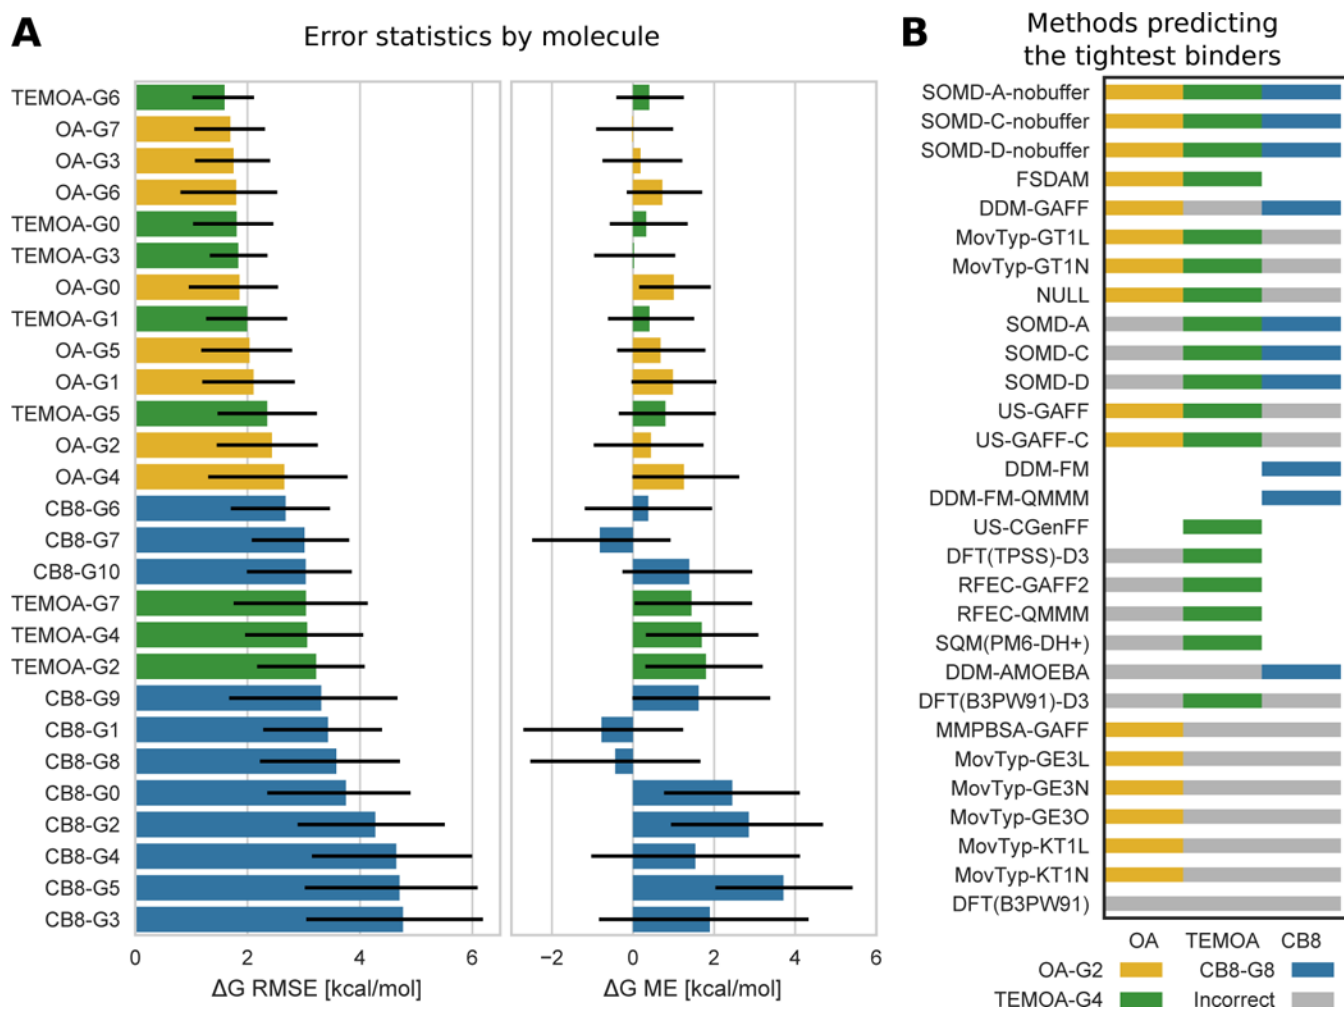 A
Error statistics by molecule
TEMOA-G6
OA-G7
OA-G3
OA-G6
TEMOA-G0
TEMOA-G3
OA-G0
TEMOA-G1
OA-G5
OA-G1
TEMOA-G5
OA-G2
OA-G4
CB8-G6
CB8-G7
CB8-G10
TEMOA-G7
TEMOA-G4
TEMOA-G2
CB8-G9
CB8-G1
CB8-G8
CB8-G0
CB8-G2
CB8-G4
CB8-G5
CB8-G3
0 2 4 6
ΔG RMSE [kcal/mol]
−2 0 2 4 6
ΔG ME [kcal/mol]
B
Methods predicting
the tightest binders
SOMD-A-nobuffer
SOMD-C-nobuffer
SOMD-D-nobuffer
FSDAM
DDM-GAFF
MovTyp-GT1L
MovTyp-GT1N
NULL
SOMD-A
SOMD-C
SOMD-D
US-GAFF
US-GAFF-C
DDM-FM
DDM-FM-QMMM
US-CGenFF
DFT(TPSS)-D3
RFEC-GAFF2
RFEC-QMMM
SQM(PM6-DH+)
DDM-AMOEBA
DFT(B3PW91)-D3
MMPBSA-GAFF
MovTyp-GE3L
MovTyp-GE3N
MovTyp-GE3O
MovTyp-KT1L
MovTyp-KT1N
DFT(B3PW91)
OA TEMOA CB8
OA-G2 CB8-G8
TEMOA-G4 Incorrect